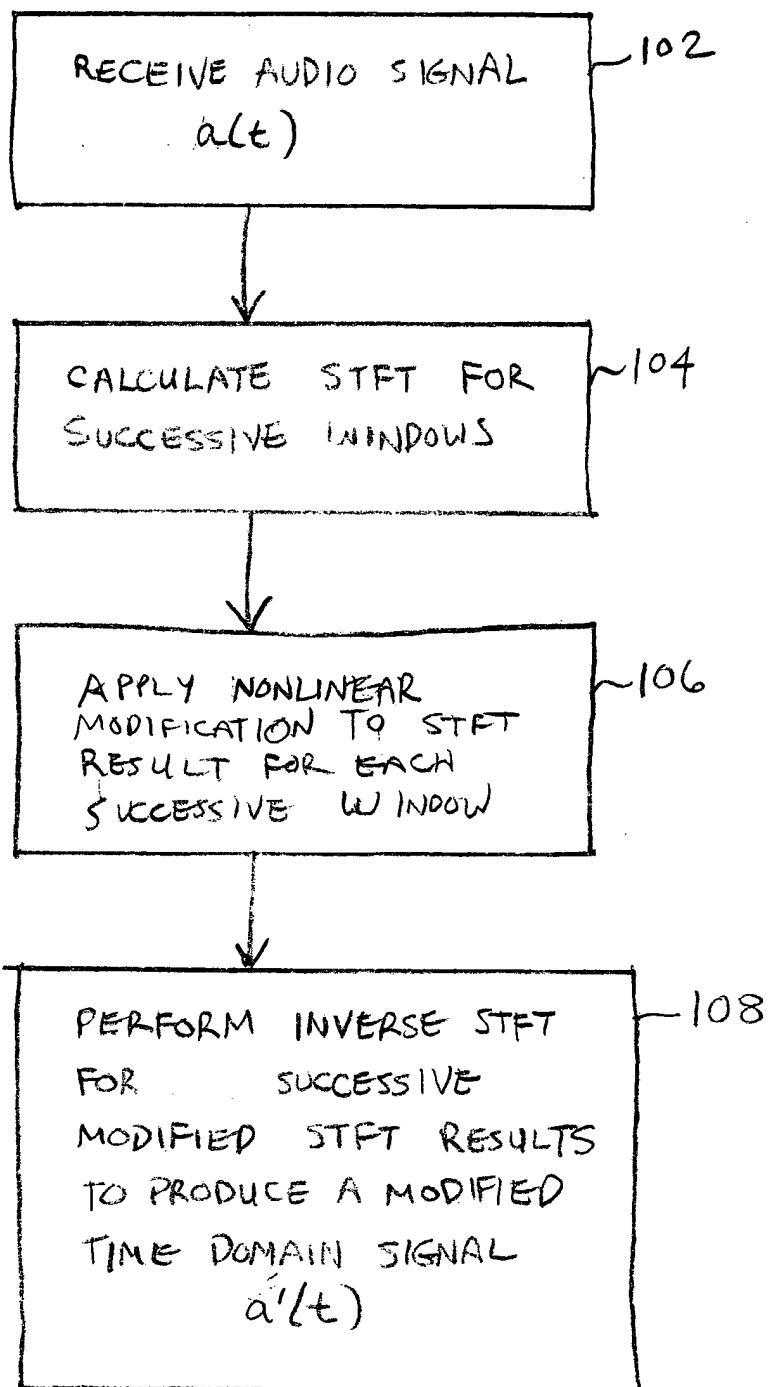 RECEIVE AUDIO SIGNAL
a(t)
102
CALCULATE STFT FOR
SUCCESSIVE WINDOWS
104
APPLY NONLINEAR
MODIFICATION TO STFT
RESULT FOR EACH
SUCCESSIVE WINDOW
106
PERFORM INVERSE STFT
FOR SUCCESSIVE
MODIFIED STFT RESULTS
TO PRODUCE A MODIFIED
TIME DOMAIN SIGNAL
a'(t)
108